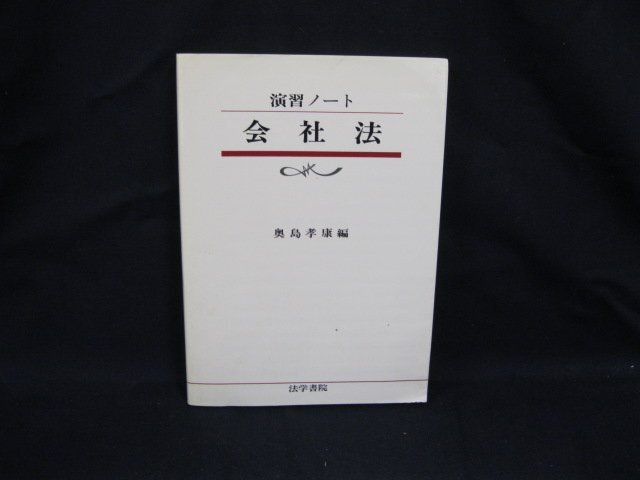 演習ノート
会社法
奥島孝康編
法学書院